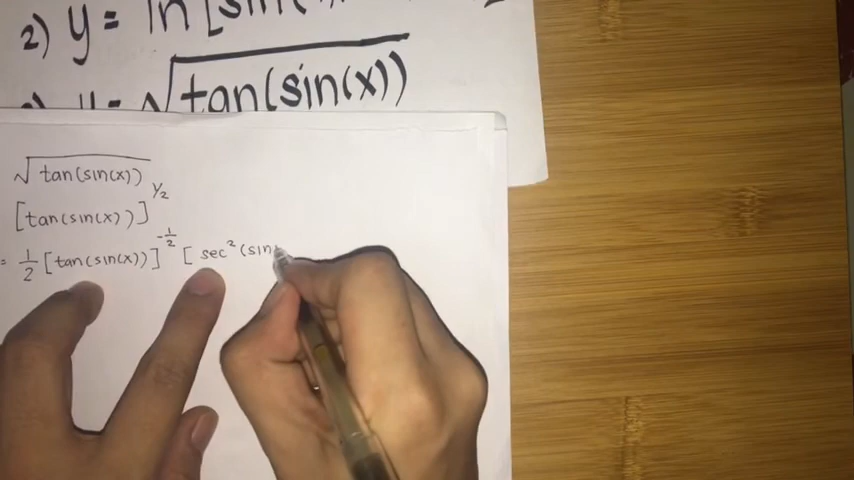 2) y = ln [sin(
y = √tan(sin(x))
√tan(sin(x))
[tan(sin(x))]^1/2
= 1/2 [tan(sin(x))]^-1/2 [sec²(sin